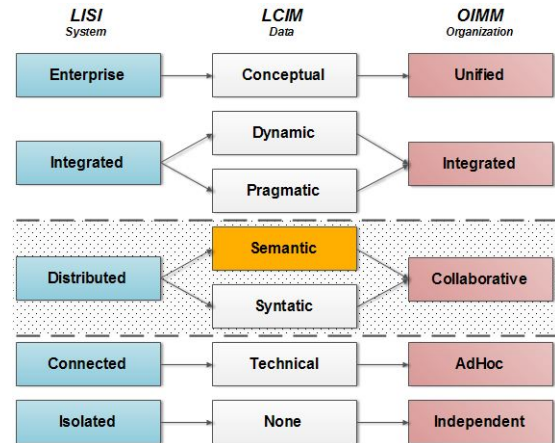 LISI LCIM OIMM
System Data Organization
Enterprise Conceptual Unified
Dynamic
Integrated Integrated
Pragmatic
Semantic
Distributed Collaborative
Syntatic
Connected Technical AdHoc
Isolated None Independent